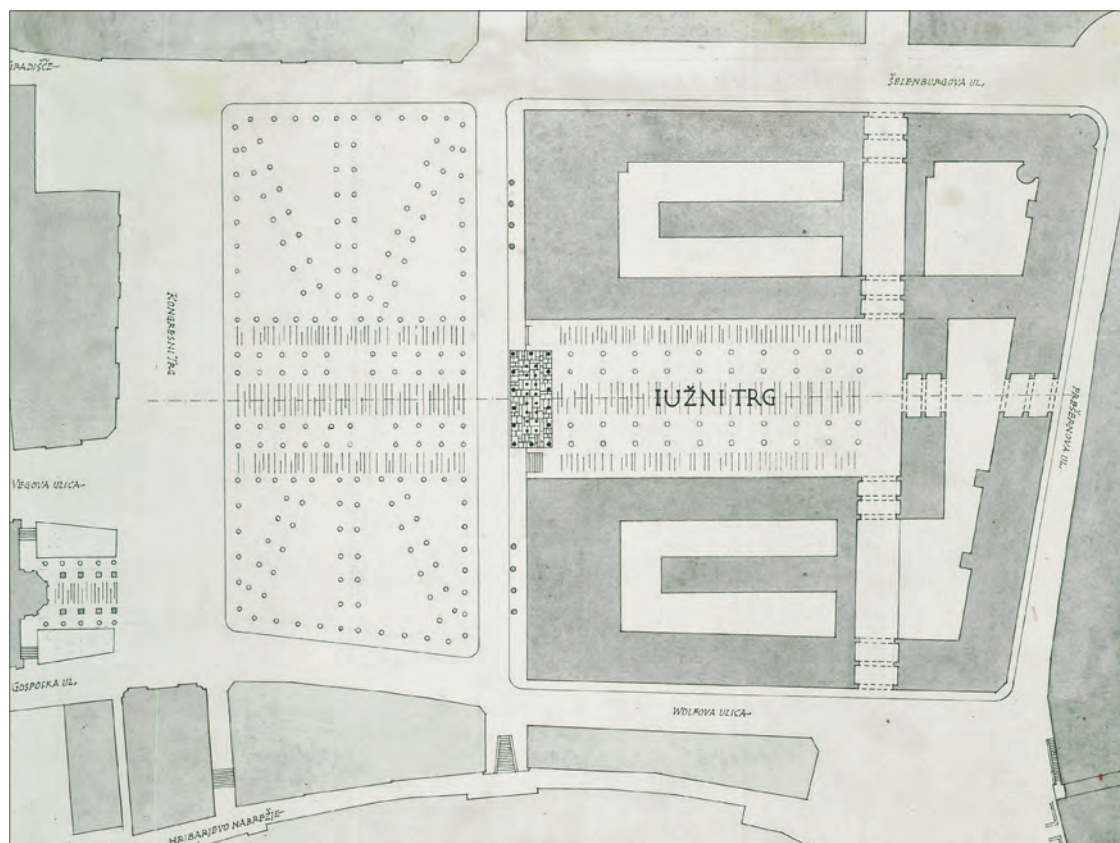 GRADIŠČE
ŠELENBURGOVA UL.
KONGRESNI TRG
IUŽNI TRG
PREŠERNOVA UL.
VEGOVA ULICA
GOSPOSKA UL.
WOLFOVA ULICA
HRIBARJEVO NABREŽJE